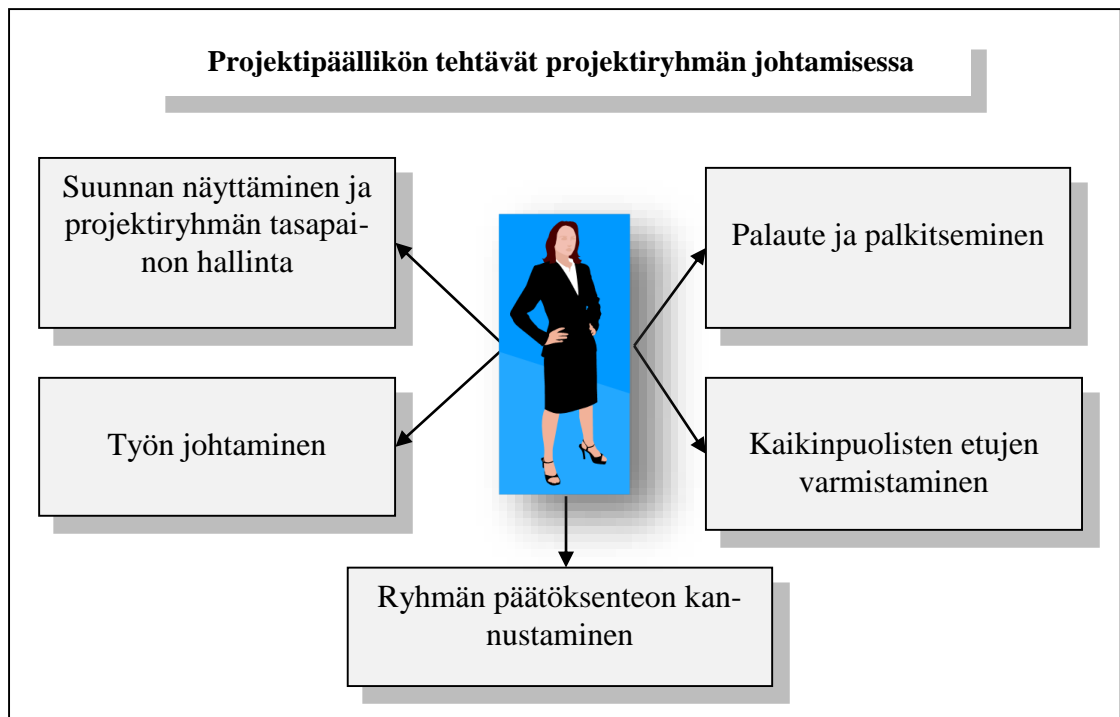 Projektipäällikön tehtävät projektiryhmän johtamisessa
Suunnan näyttäminen ja
projektiryhmän tasapai-
non hallinta
Palaute ja palkitseminen
Työn johtaminen
Kaikinpuolisten etujen
varmistaminen
Ryhmän päätöksenteon kan-
nustaminen